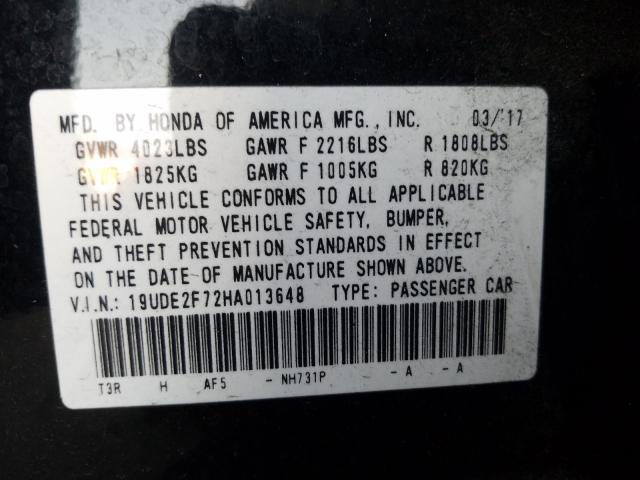 MFD. BY HONDA OF AMERICA MFG., INC. 03/'17
GVWR 4023LBS GAWR F 2216LBS R 1808LBS
GVWR 1825KG GAWR F 1005KG R 820KG
THIS VEHICLE CONFORMS TO ALL APPLICABLE
FEDERAL MOTOR VEHICLE SAFETY, BUMPER,
AND THEFT PREVENTION STANDARDS IN EFFECT
ON THE DATE OF MANUFACTURE SHOWN ABOVE.
V.I.N.: 19UDE2F72HA013648 TYPE: PASSENGER CAR
T3R H AF5 - NH731P - A - A